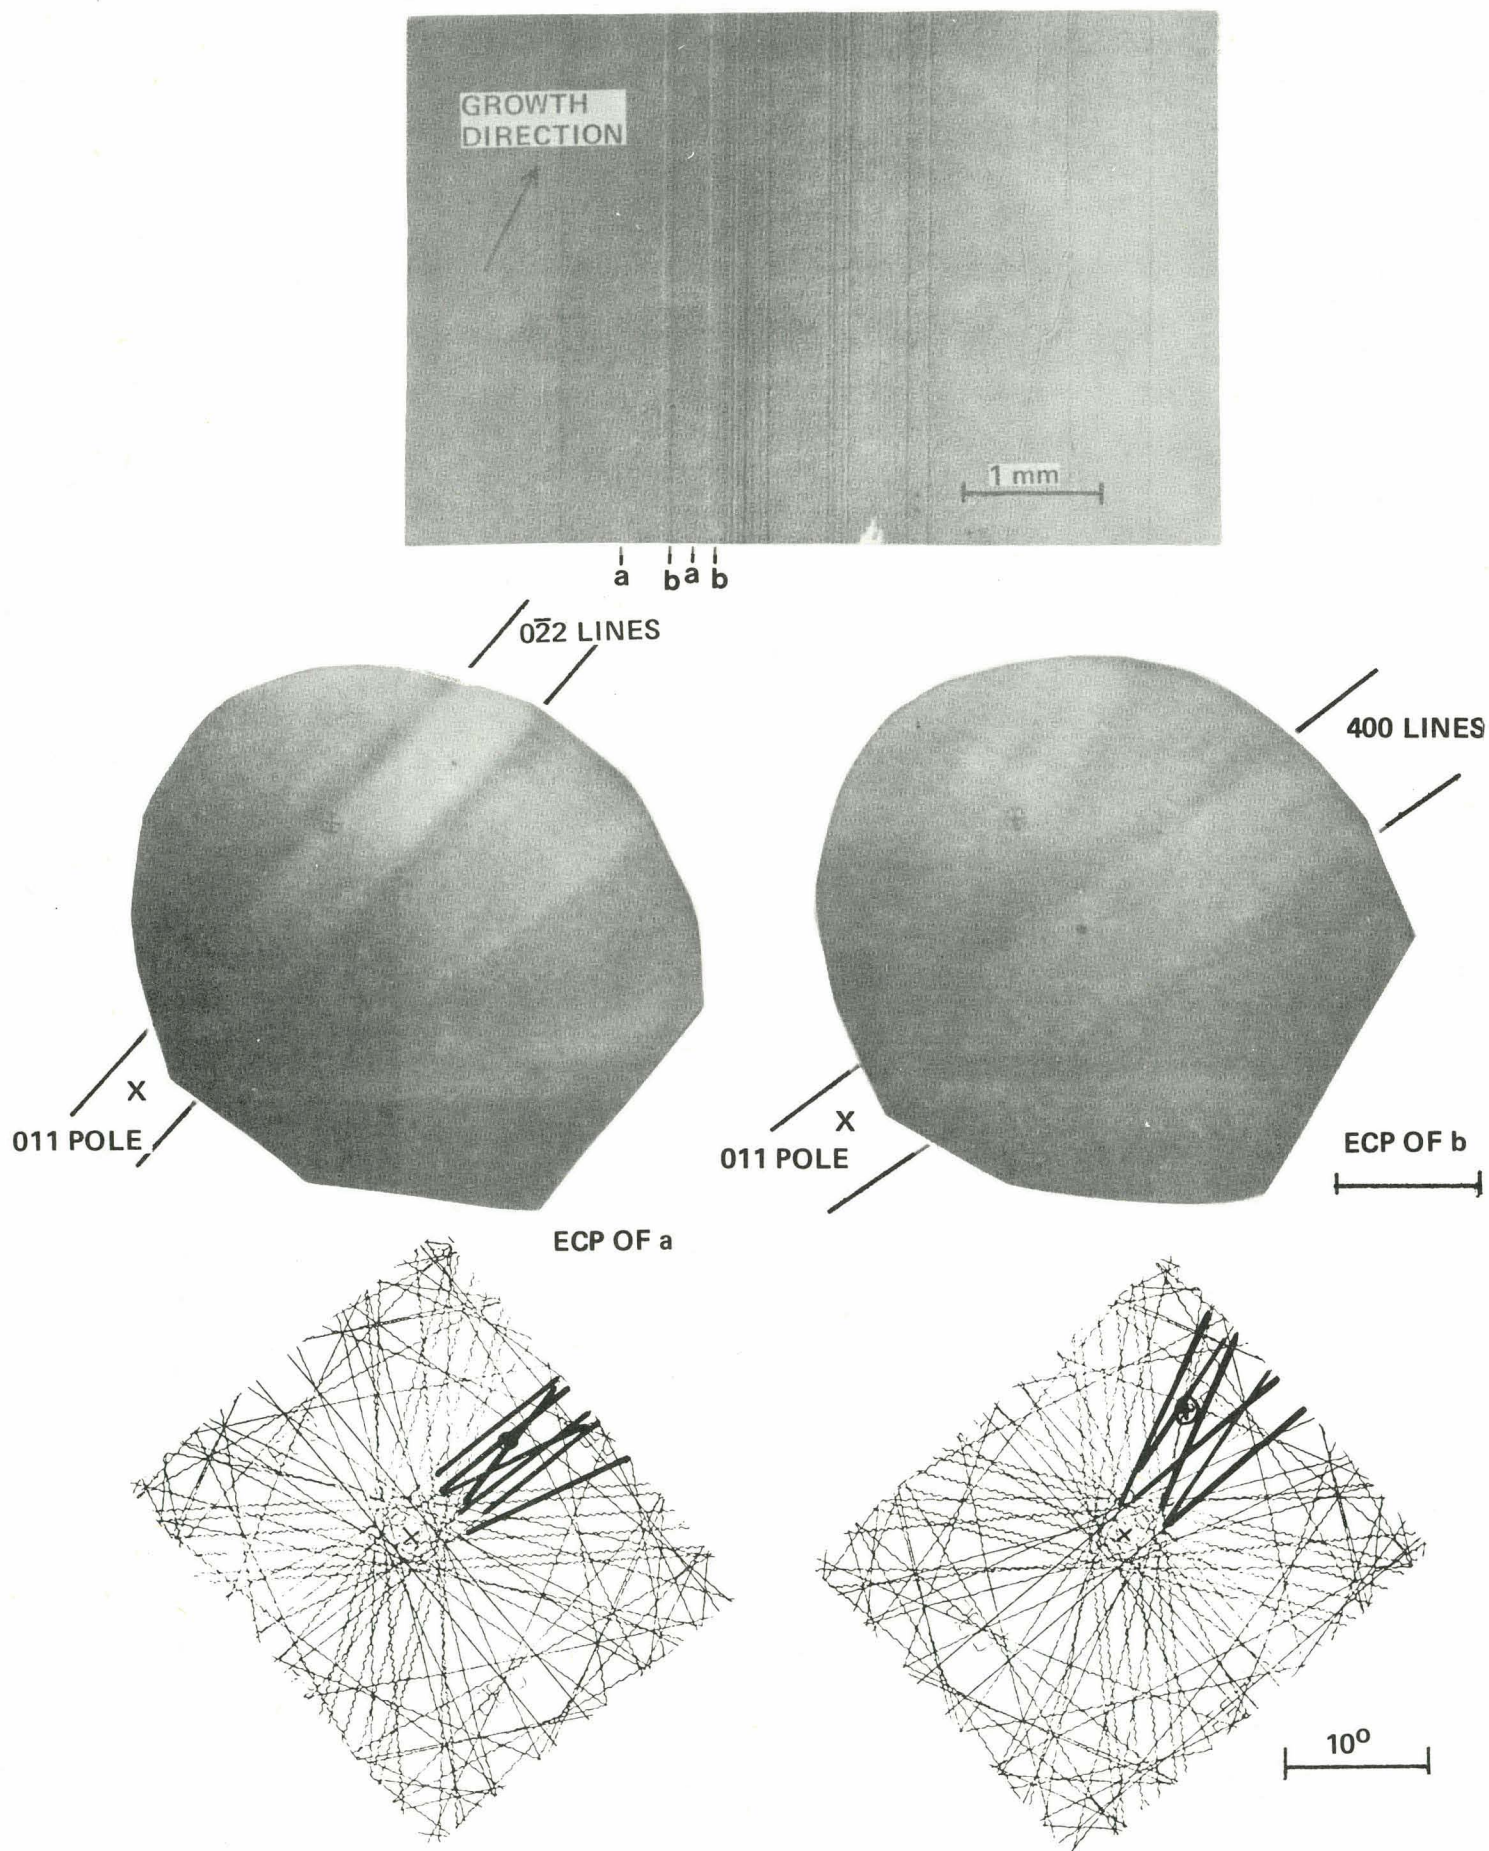 GROWTH
DIRECTION
1 mm
a b a b
02̅2 LINES
400 LINES
X
011 POLE
X
011 POLE
ECP OF b
ECP OF a
X
X
10°